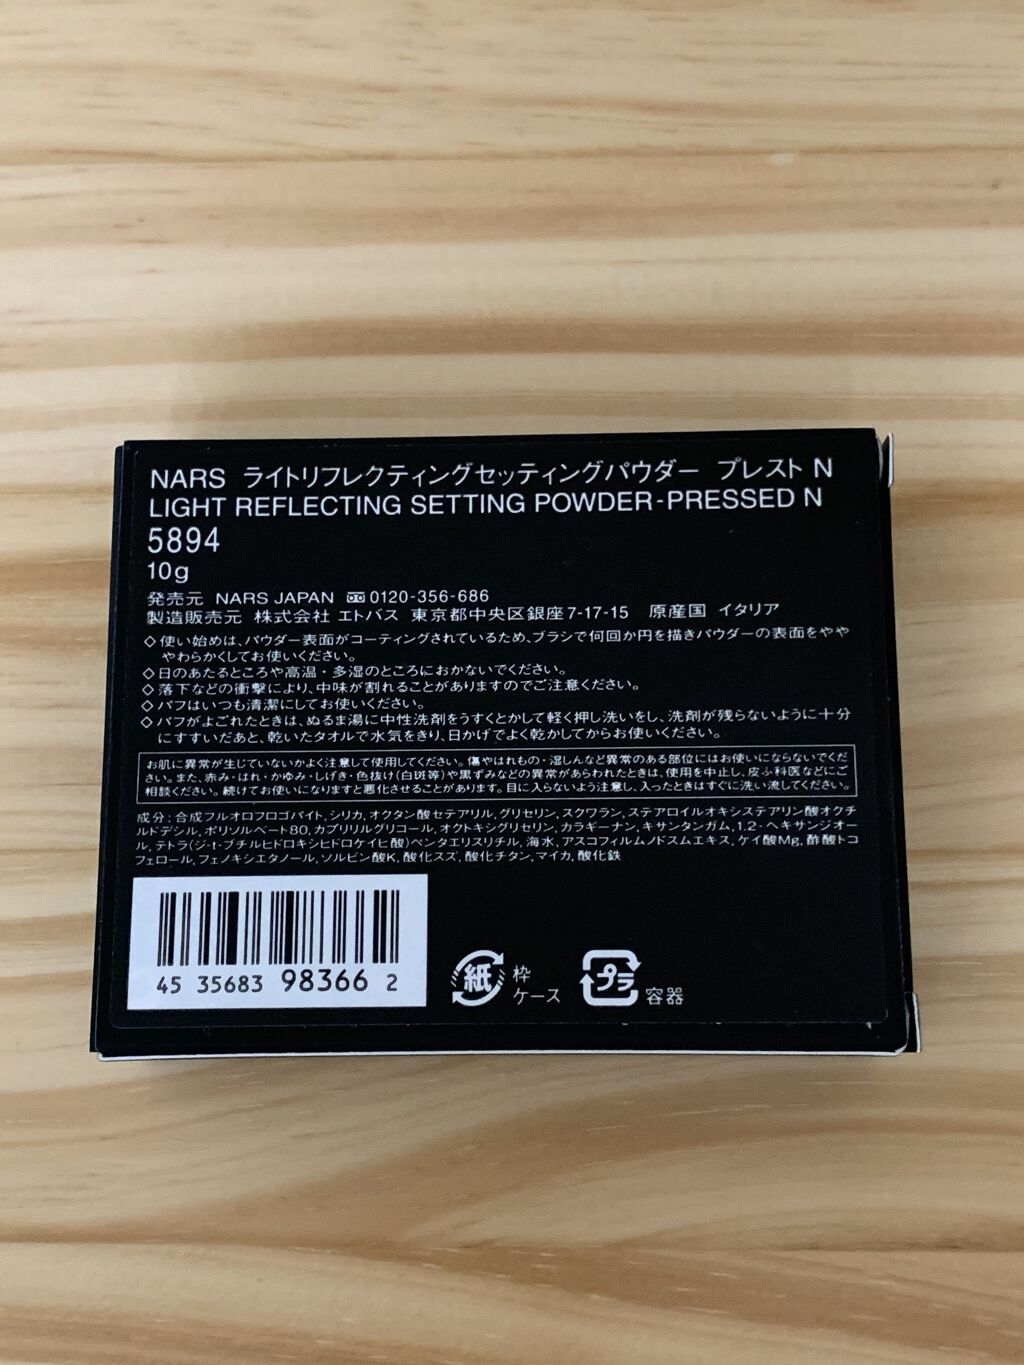 NARS ライトリフレクティングセッティングパウダー プレスト N
LIGHT REFLECTING SETTING POWDER-PRESSED N
5894
10g
発売元 NARS JAPAN 0120-356-686
製造販売元 株式会社 エトバス 東京都中央区銀座7-17-15 原産国 イタリア
◇使い始めは、パウダー表面がコーティングされているため、ブラシで何回か円を描きパウダーの表面をやや
やわらかくしてお使いください。
◇日のあたるところや高温・多湿のところにおかないでください。
◇落下などの衝撃により、中味が割れることがありますのでご注意ください。
◇パフはいつも清潔にしてお使いください。
◇パフがよごれたときは、ぬるま湯に中性洗剤をうすくとかして軽く押し洗いをし、洗剤が残らないように十分
にすすいだあと、乾いたタオルで水気をきり、日かげでよく乾かしてからお使いください。
お肌に異常が生じていないかよく注意して使用してください。傷やはれもの・湿しんなど異常のある部位にはお使いにならないでくだ
さい。また、赤み・はれ・かゆみ・しげき・色抜け(白斑等)や黒ずみなどの異常があらわれたときは、使用を中止し、皮ふ科医などにご
相談ください。続けてお使いになりますと悪化させることがあります。目に入らないよう注意し、入ったときはすぐに洗い流してください。
成分:合成フルオロフロゴパイト,シリカ,オクタン酸セテアリル,グリセリン,スクワラン,ステアロイルオキシステアリン酸オクチ
ルドデシル,ポリソルベート80,カプリリルグリコール,オクトキシグリセリン,カラギーナン,キサンタンガム,1,2-ヘキサンジオー
ル,テトラ(ジ-t-ブチルヒドロキシヒドロケイヒ酸)ペンタエリスリチル,海水,アスコフィルムノドスムエキス,ケイ酸Mg,酢酸トコ
フェロール,フェノキシエタノール,ソルビン酸K,酸化スズ,酸化チタン,マイカ,酸化鉄
45 35683 98366 2
紙 枠
ケース
プラ 容器